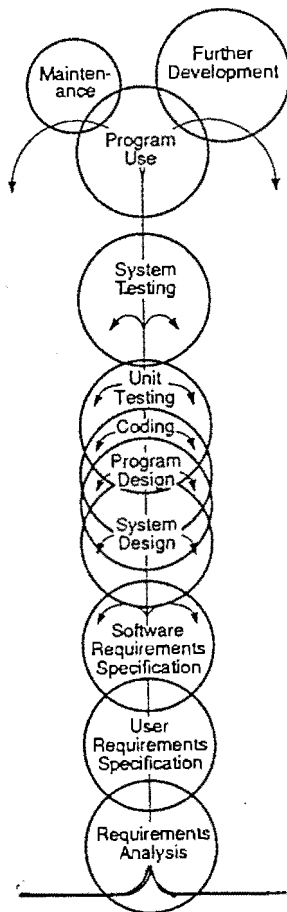 Further
Development
Mainten-
ance
Program
Use
System
Testing
Unit
Testing
Coding
Program
Design
System
Design
Software
Requirements
Specification
User
Requirements
Specification
Requirements
Analysis